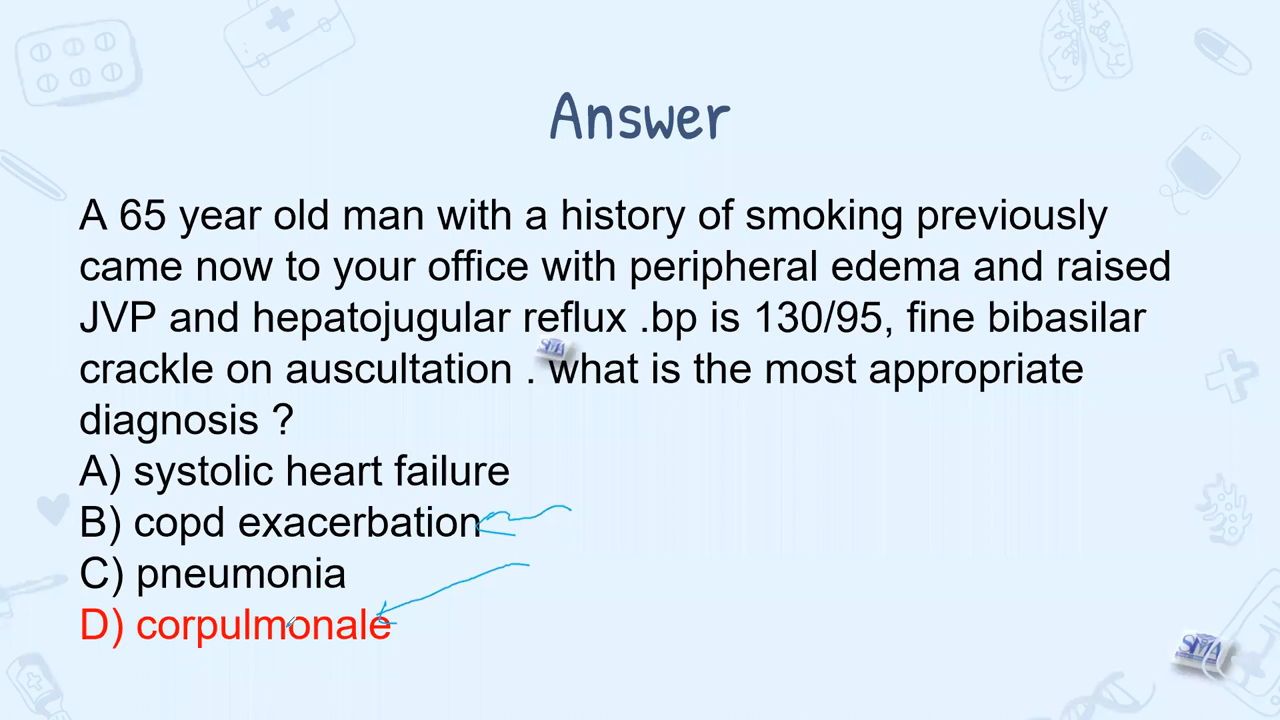 Answer
A 65 year old man with a history of smoking previously
came now to your office with peripheral edema and raised
JVP and hepatojugular reflux .bp is 130/95, fine bibasilar
crackle on auscultation . what is the most appropriate
diagnosis ?
A) systolic heart failure
B) copd exacerbation
C) pneumonia
D) corpulmonale